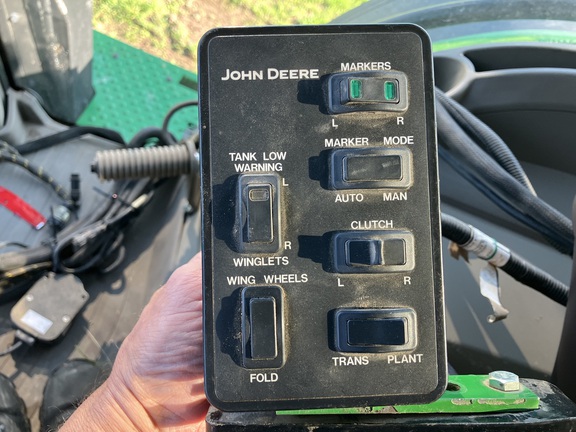 JOHN DEERE
MARKERS
L R
MARKER MODE
AUTO MAN
TANK LOW
WARNING
L
R
WINGLETS
CLUTCH
L R
WING WHEELS
FOLD
TRANS PLANT